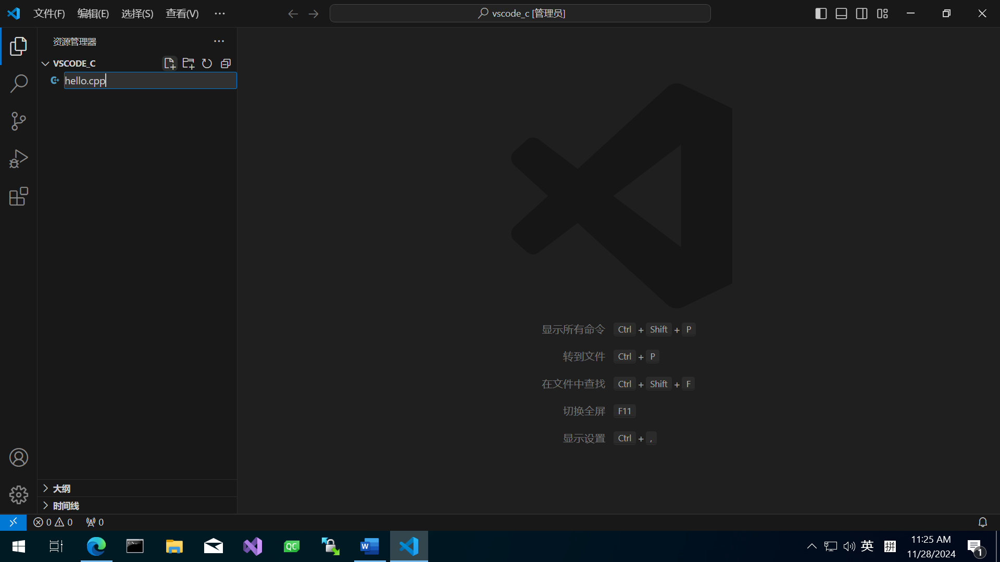 文件(F) 编辑(E) 选择(S) 查看(V) ··· vscode_c [管理员]
资源管理器 ···
VSCODE_C
hello.cpp
显示所有命令 Ctrl + Shift + P
转到文件 Ctrl + P
在文件中查找 Ctrl + Shift + F
切换全屏 F11
显示设置 Ctrl + ,
大纲
时间线
0 0 0
QC
W
英 拼 11:25 AM
11/28/2024
1